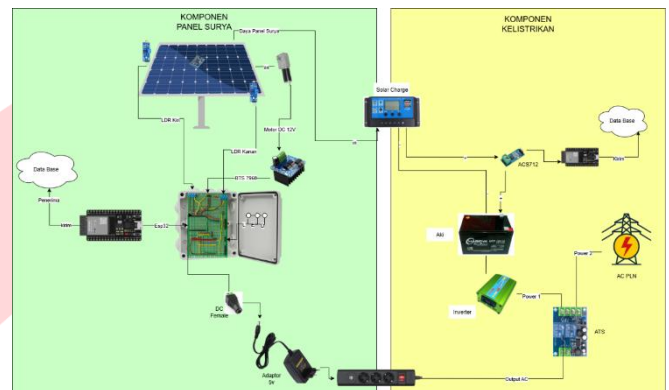 KOMPONEN
PANEL SURYA
KOMPONEN
KELISTRIKAN
Daya Panel Surya
Solar Charge
LDR Kiri
Motor DC 12V
LDR Kanan
BTS 7960
Data Base
Penerima
kirim
Esp32
DC
Female
Adaptor
5v
ACS712
Data Base
Kirim
Aki
Inverter
Power 1
Power 2
AC PLN
ATS
Output AC